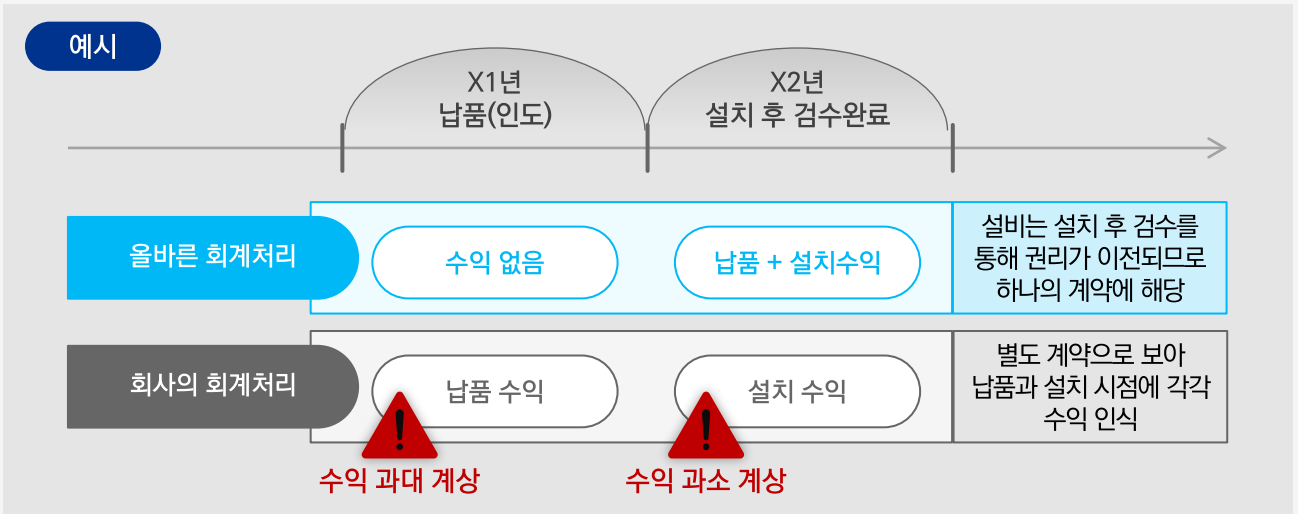 예시
X1년
납품(인도)
X2년
설치 후 검수완료
올바른 회계처리
수익 없음
납품 + 설치수익
설비는 설치 후 검수를
통해 권리가 이전되므로
하나의 계약에 해당
회사의 회계처리
납품 수익
설치 수익
별도 계약으로 보아
납품과 설치 시점에 각각
수익 인식
수익 과대 계상
수익 과소 계상